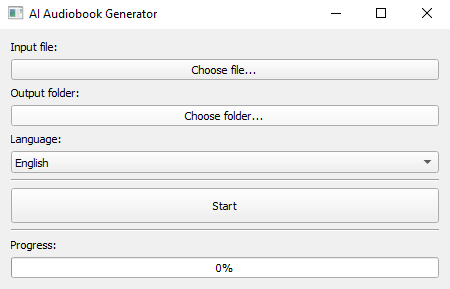 AI Audiobook Generator
Input file:
Choose file...
Output folder:
Choose folder...
Language:
English
Start
Progress:
0%